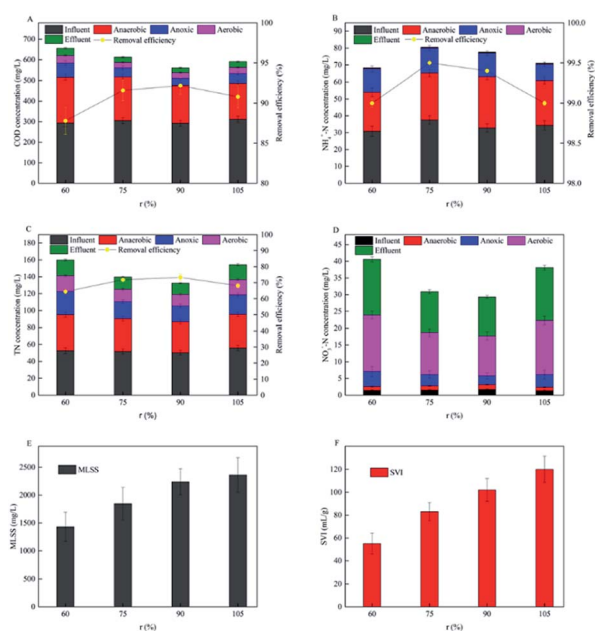 A
Influent Anaerobic Anoxic Aerobic
Effluent Removal efficiency
COD concentration (mg/L)
Removal efficiency (%)
700
600
500
400
300
200
100
0
100
95
90
85
80
60 75 90 105
r (%)
B
Influent Anaerobic Anoxic Aerobic
Effluent Removal efficiency
NH₄⁺-N concentration (mg/L)
Removal efficiency (%)
90
80
70
60
50
40
30
20
10
0
100.0
99.5
99.0
98.5
98.0
60 75 90 105
r (%)
C
Influent Anaerobic Anoxic Aerobic
Effluent Removal efficiency
TN concentration (mg/L)
Removal efficiency (%)
180
160
140
120
100
80
60
40
20
0
100
90
80
70
60
50
40
30
20
10
0
60 75 90 105
r (%)
D
Influent Anaerobic Anoxic Aerobic
Effluent
NO₃⁻-N concentration (mg/L)
45
40
35
30
25
20
15
10
5
0
60 75 90 105
r (%)
E
MLSS
MLSS (mg/L)
2500
2000
1500
1000
500
0
60 75 90 105
r (%)
F
SVI
SVI (mL/g)
120
100
80
60
40
20
0
60 75 90 105
r (%)